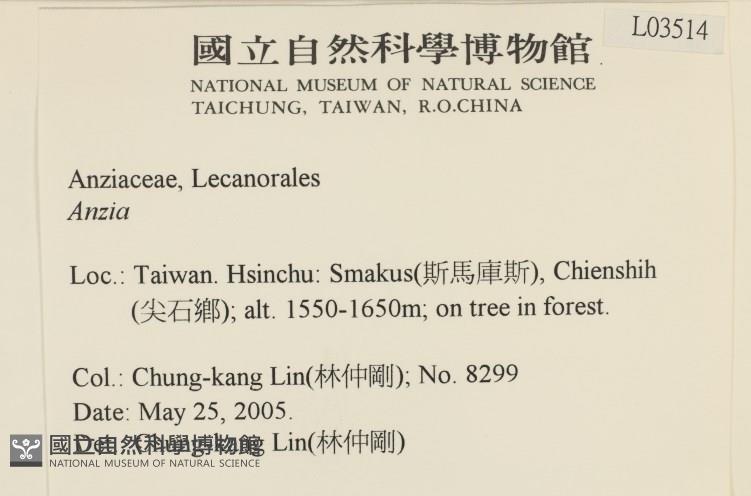 L03514
國立自然科學博物館
NATIONAL MUSEUM OF NATURAL SCIENCE
TAICHUNG, TAIWAN, R.O.CHINA
Anziaceae, Lecanorales
Anzia
Loc.: Taiwan. Hsinchu: Smakus(斯馬庫斯), Chienshih
(尖石鄉); alt. 1550-1650m; on tree in forest.
Col.: Chung-kang Lin(林仲剛); No. 8299
Date: May 25, 2005.
Det.: Chung-kang Lin(林仲剛)
國立自然科學博物館
NATIONAL MUSEUM OF NATURAL SCIENCE